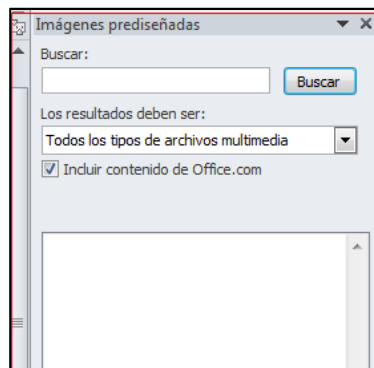 Imágenes prediseñadas
Buscar:
Buscar
Los resultados deben ser:
Todos los tipos de archivos multimedia
Incluir contenido de Office.com